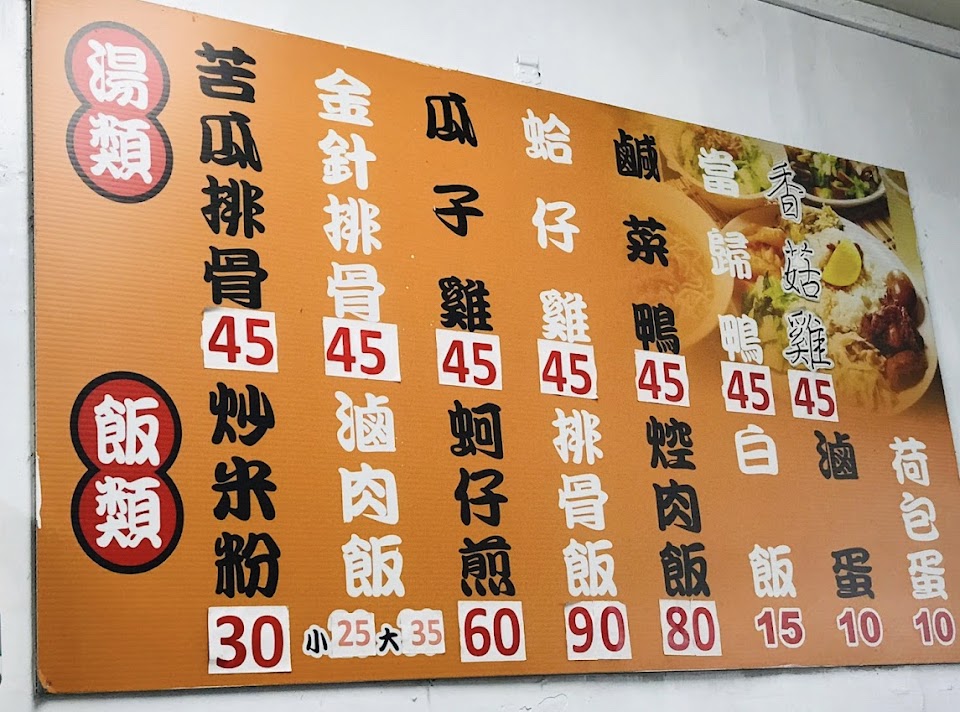 湯類
苦瓜排骨 45
金針排骨 45
瓜子雞 45
蛤仔雞 45
鹹菜鴨 45
當歸鴨 45
香菇雞 45
飯類
炒米粉 30
滷肉飯 小25大35
蚵仔煎 60
排骨飯 90
焢肉飯 80
白飯 15
滷蛋 10
荷包蛋 10